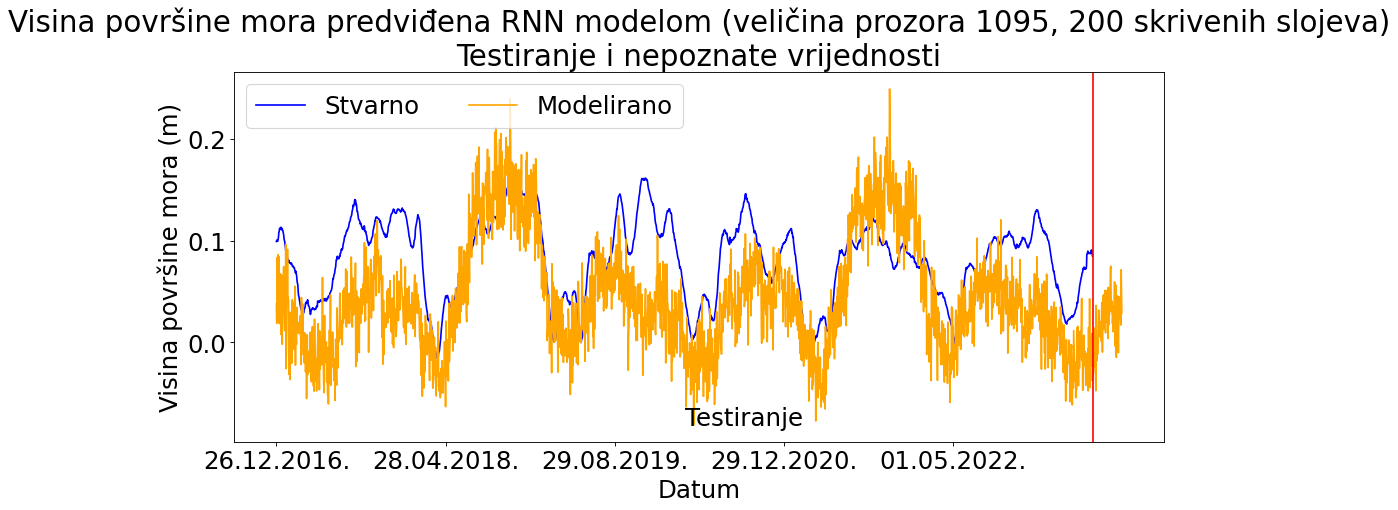 Visina površine mora predviđena RNN modelom (veličina prozora 1095, 200 skrivenih slojeva)
Testiranje i nepoznate vrijednosti
Stvarno
Modelirano
Visina površine mora (m)
0.2
0.1
0.0
Testiranje
26.12.2016.
28.04.2018.
29.08.2019.
29.12.2020.
01.05.2022.
Datum